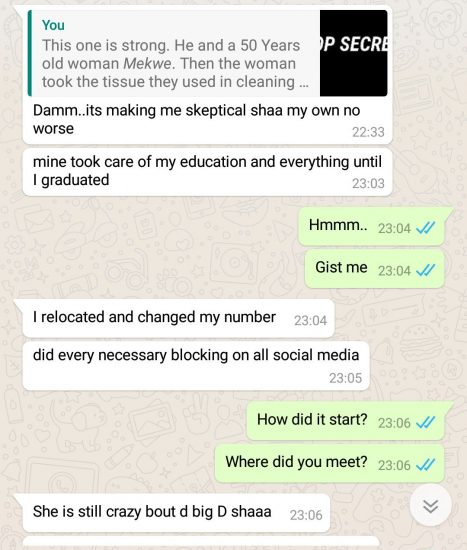 You
This one is strong. He and a 50 Years
old woman Mekwe. Then the woman
took the tissue they used in cleaning ...
OP SECRE
Damm..its making me skeptical shaa my own no
worse
22:33
mine took care of my education and everything until
I graduated
23:03
Hmmm.. 23:04
Gist me 23:04
I relocated and changed my number 23:04
did every necessary blocking on all social media
23:05
How did it start? 23:06
Where did you meet? 23:06
She is still crazy bout d big D shaaa 23:06